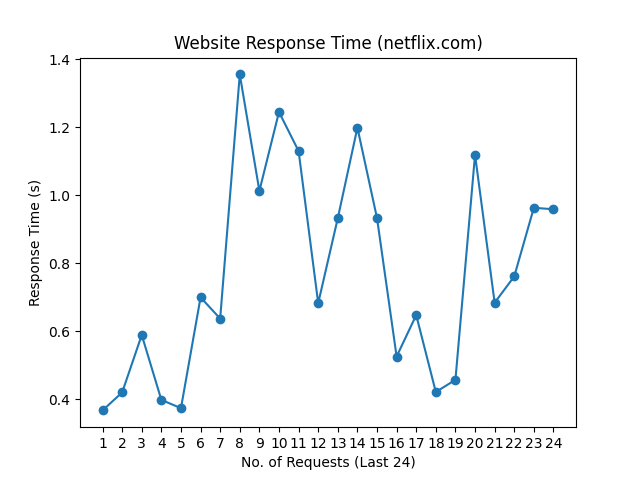 Website Response Time (netflix.com)
1.4
1.2
1.0
0.8
0.6
0.4
Response Time (s)
1 2 3 4 5 6 7 8 9 10 11 12 13 14 15 16 17 18 19 20 21 22 23 24
No. of Requests (Last 24)